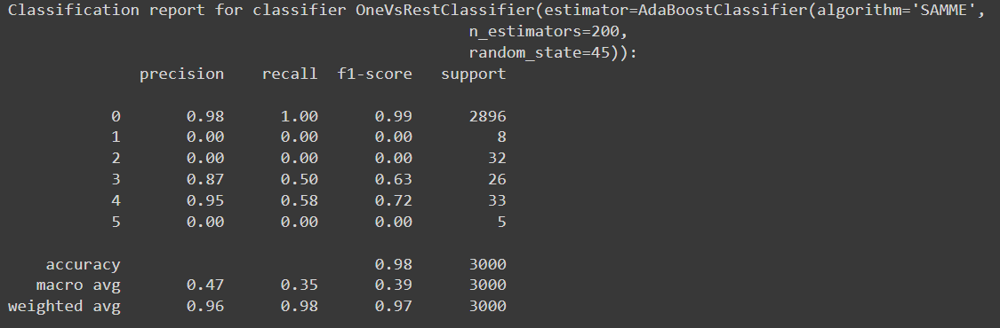 Classification report for classifier OneVsRestClassifier(estimator=AdaBoostClassifier(algorithm='SAMME',
n_estimators=200,
random_state=45)):
precision recall f1-score support
0 0.98 1.00 0.99 2896
1 0.00 0.00 0.00 8
2 0.00 0.00 0.00 32
3 0.87 0.50 0.63 26
4 0.95 0.58 0.72 33
5 0.00 0.00 0.00 5
accuracy 0.98 3000
macro avg 0.47 0.35 0.39 3000
weighted avg 0.96 0.98 0.97 3000